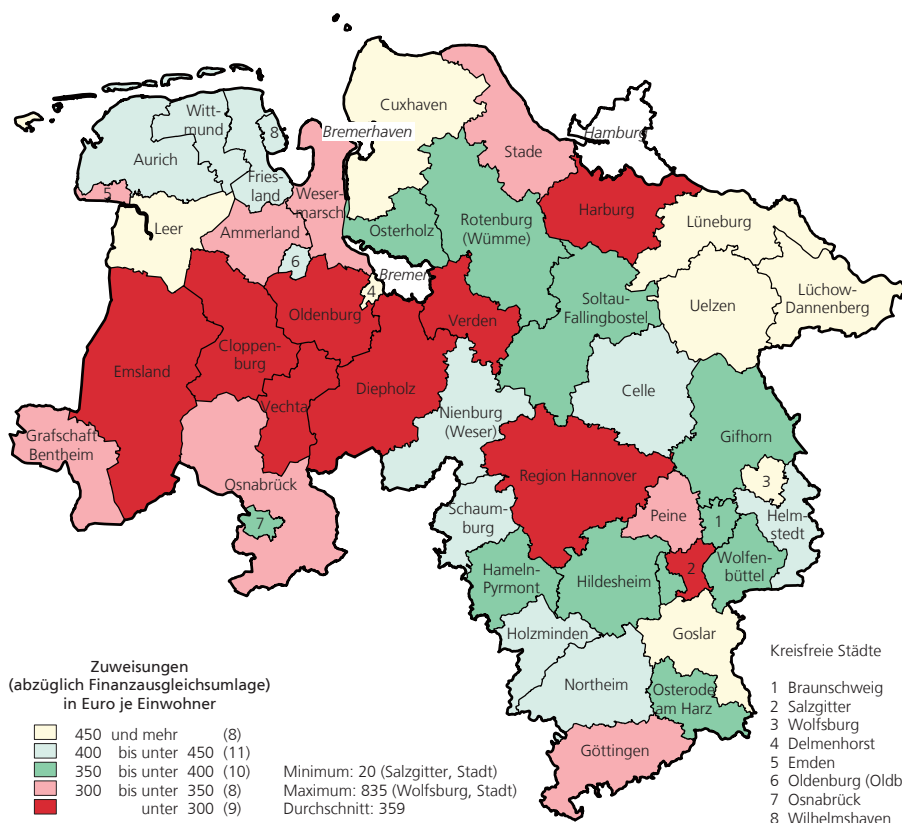 Cuxhaven
Witt-
mund
8
Bremerhaven
Hamburg
Aurich
Stade
5
Fries-
land
Weser-
marsch
Harburg
Leer
Ammerland
Osterholz
Rotenburg
(Wümme)
Lüneburg
6
Bremen
4
Soltau-
Fallingbostel
Uelzen
Lüchow-
Dannenberg
Oldenburg
Verden
Cloppen-
burg
Emsland
Vechta
Diepholz
Celle
Nienburg
(Weser)
Grafschaft
Bentheim
Gifhorn
Osnabrück
Region Hannover
3
7
Schaum-
burg
Peine
1
Helm-
stedt
Hameln-
Pyrmont
Hildesheim
2
Wolfen-
büttel
Holzminden
Goslar
Northeim
Osterode
am Harz
Göttingen
Zuweisungen
(abzüglich Finanzausgleichsumlage)
in Euro je Einwohner
450 und mehr (8)
400 bis unter 450 (11)
350 bis unter 400 (10)
300 bis unter 350 (8)
unter 300 (9)
Minimum: 20 (Salzgitter, Stadt)
Maximum: 835 (Wolfsburg, Stadt)
Durchschnitt: 359
Kreisfreie Städte
1 Braunschweig
2 Salzgitter
3 Wolfsburg
4 Delmenhorst
5 Emden
6 Oldenburg (Oldb
7 Osnabrück
8 Wilhelmshaven